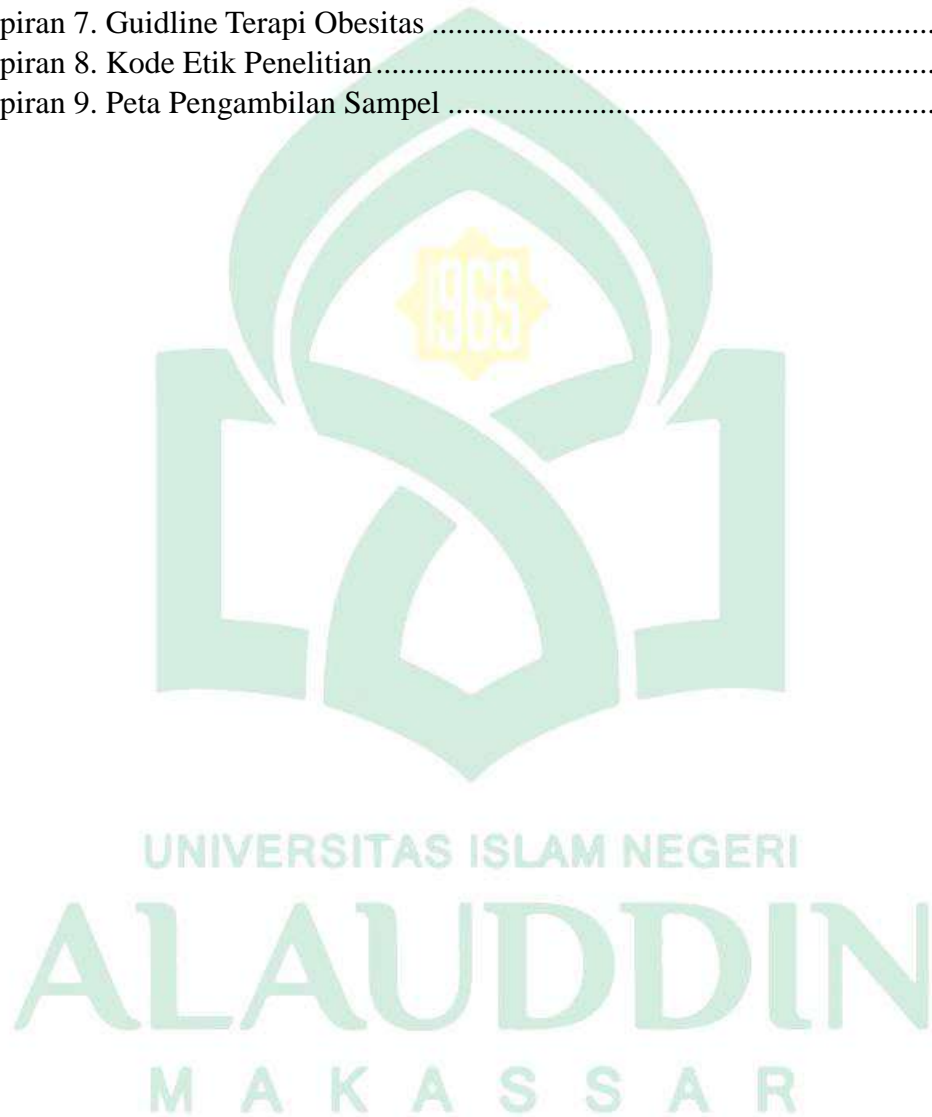 piran 7. Guidline Terapi Obesitas ........................................................
piran 8. Kode Etik Penelitian ...............................................................
piran 9. Peta Pengambilan Sampel ......................................................
1965
UNIVERSITAS ISLAM NEGERI
ALAUDDIN
MAKASSAR